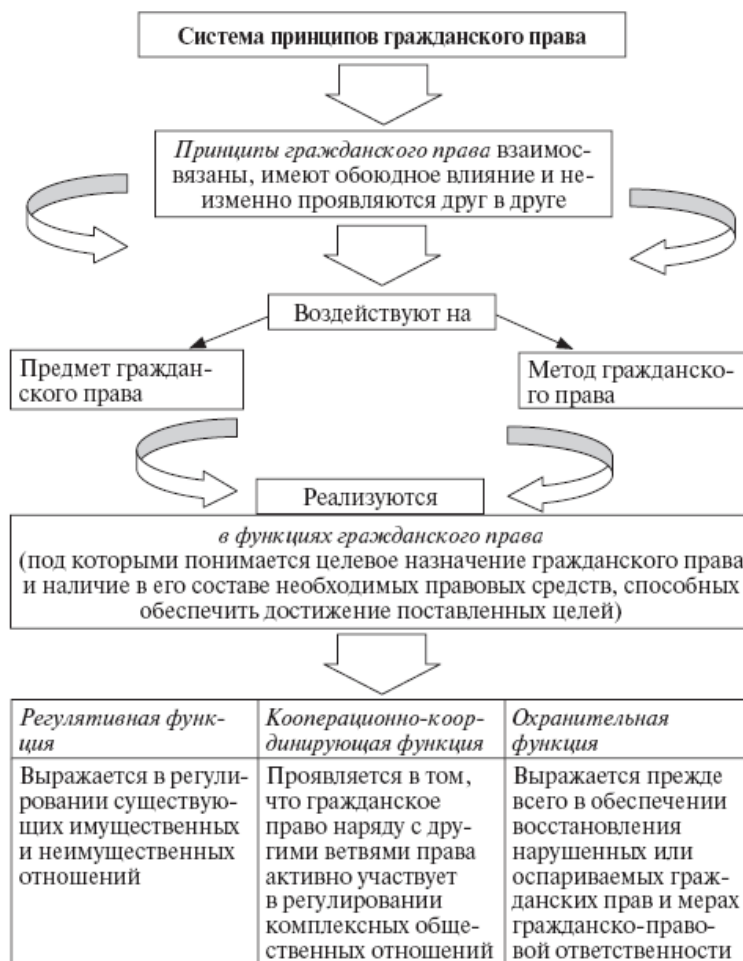 Система принципов гражданского права
Принципы гражданского права взаимос-
вязаны, имеют обоюдное влияние и не-
изменно проявляются друг в друге
Воздействуют на
Предмет граждан-
ского права
Метод гражданско-
го права
Реализуются
в функциях гражданского права
(под которыми понимается целевое назначение гражданского права
и наличие в его составе необходимых правовых средств, способных
обеспечить достижение поставленных целей)
Регулятивная функ-
ция
Кооперационно-коор-
динирующая функция
Охранительная
функция
Выражается в регули-
ровании существую-
щих имущественных
и неимущественных
отношений
Проявляется в том,
что гражданское
право наряду с дру-
гими ветвями права
активно участвует
в регулировании
комплексных обще-
ственных отношений
Выражается прежде
всего в обеспечении
восстановления
нарушенных или
оспариваемых граж-
данских прав и мерах
гражданско-право-
вой ответственности